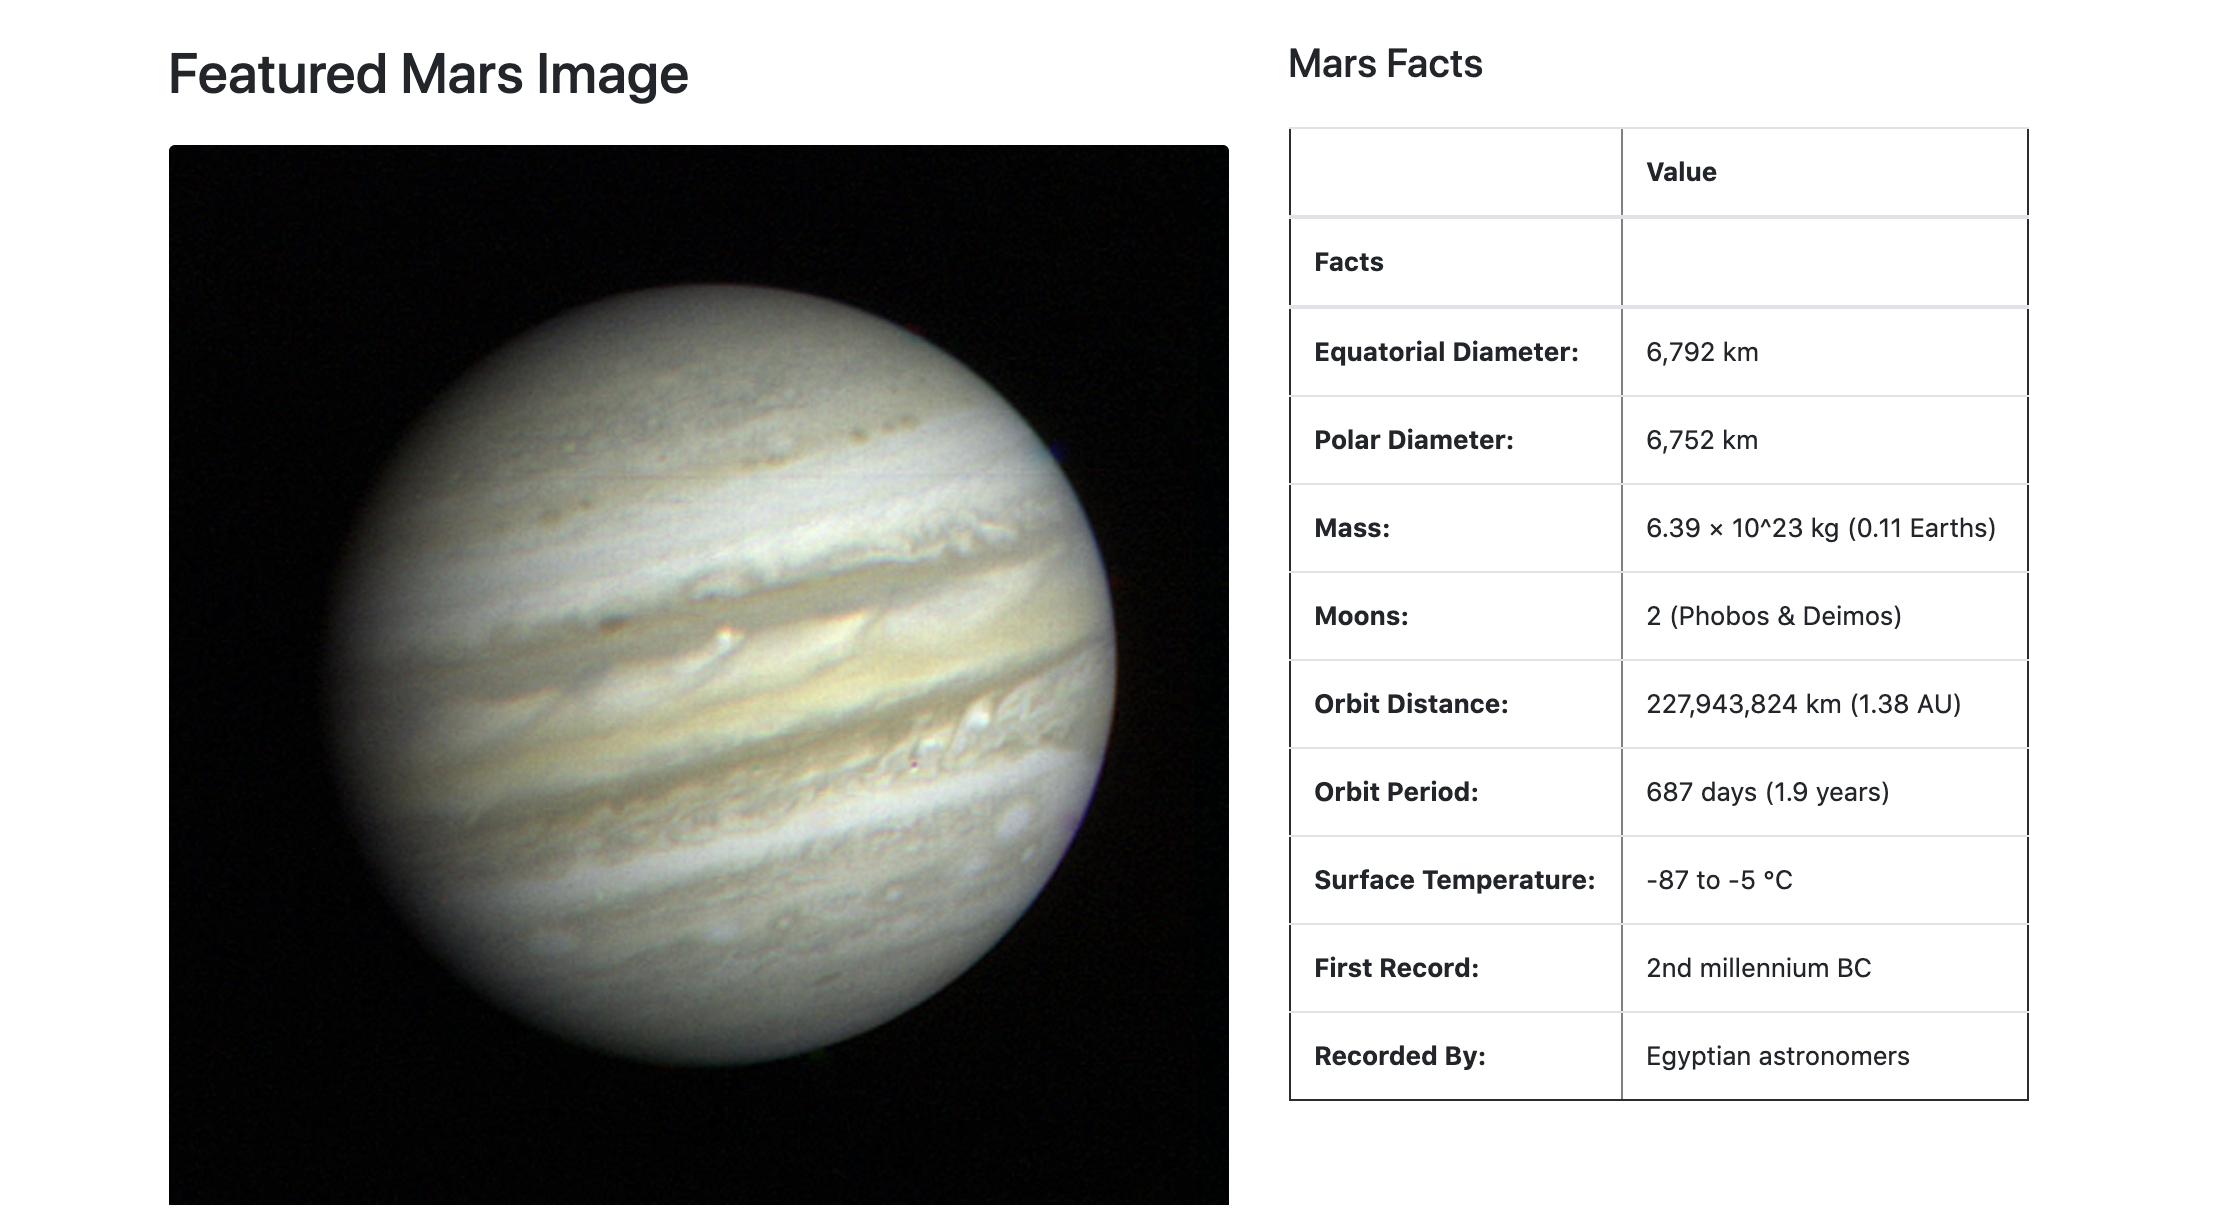 Featured Mars Image
Mars Facts
Value
Facts
Equatorial Diameter: 6,792 km
Polar Diameter: 6,752 km
Mass: 6.39 × 10^23 kg (0.11 Earths)
Moons: 2 (Phobos & Deimos)
Orbit Distance: 227,943,824 km (1.38 AU)
Orbit Period: 687 days (1.9 years)
Surface Temperature: -87 to -5 °C
First Record: 2nd millennium BC
Recorded By: Egyptian astronomers